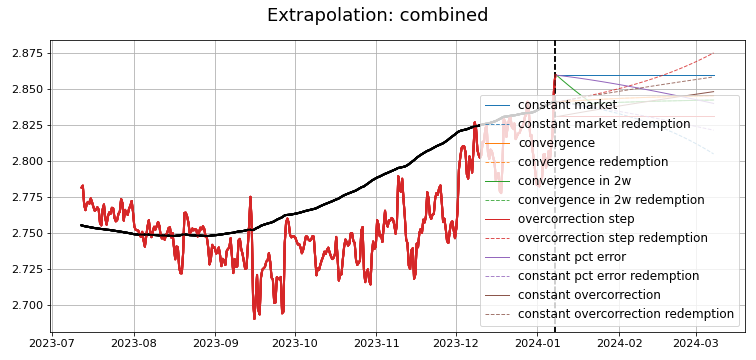 Extrapolation: combined
2.875
2.850
2.825
2.800
2.775
2.750
2.725
2.700
constant market
constant market redemption
convergence
convergence redemption
convergence in 2w
convergence in 2w redemption
overcorrection step
overcorrection step redemption
constant pct error
constant pct error redemption
constant overcorrection
constant overcorrection redemption
2023-07 2023-08 2023-09 2023-10 2023-11 2023-12 2024-01 2024-02 2024-03